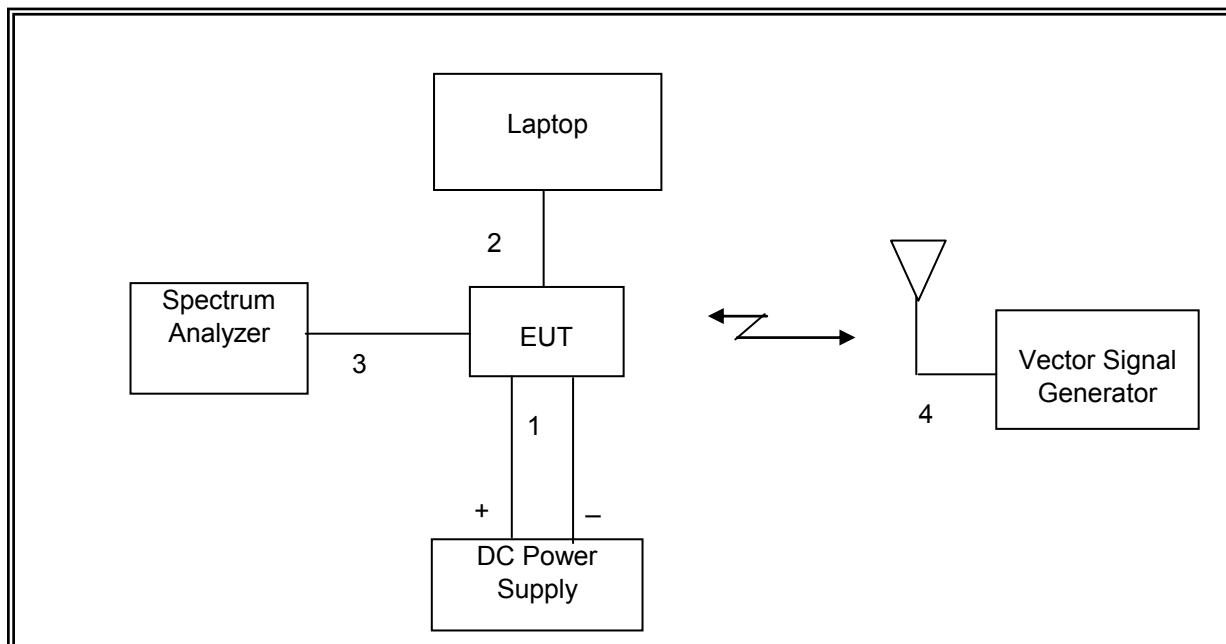 Laptop
2
Spectrum
Analyzer
3
EUT
Vector Signal
Generator
4
1
+
–
DC Power
Supply